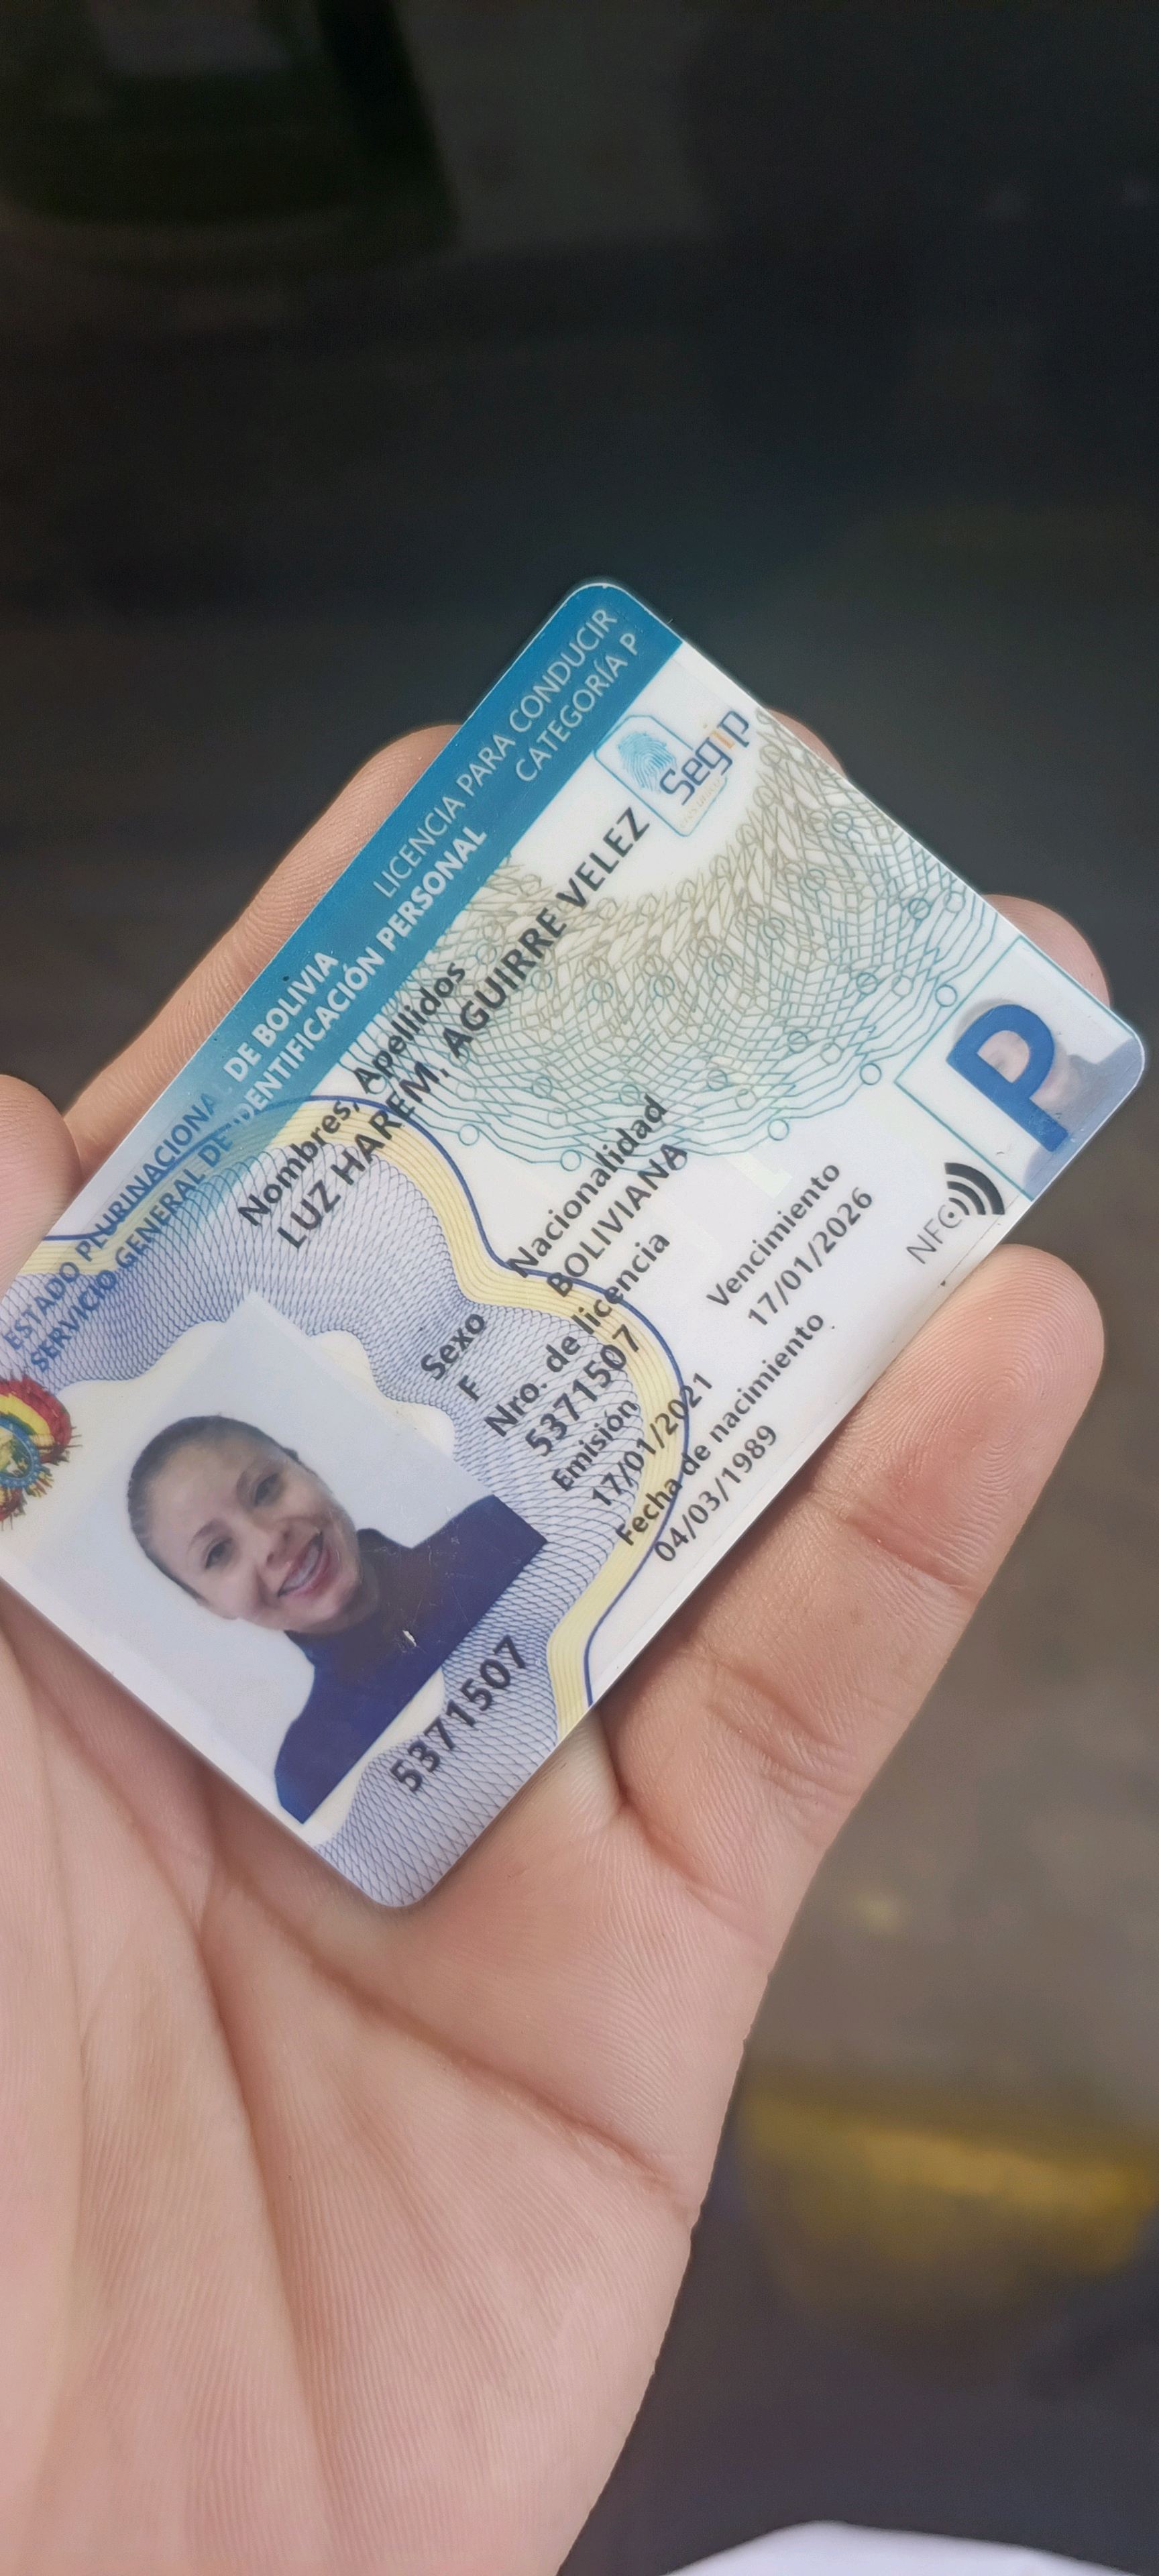 ESTADO PLURINACIONAL DE BOLIVIA
SERVICIO GENERAL DE IDENTIFICACIÓN PERSONAL
LICENCIA PARA CONDUCIR
CATEGORÍA P
Segip
Nombres, Apellidos
LUZ HAREM. AGUIRRE VELEZ
Sexo
F
Nacionalidad
BOLIVIANA
Nro. de licencia
5371507
Emisión
17/01/2021
Vencimiento
17/01/2026
Fecha de nacimiento
04/03/1989
P
NFC
5371507